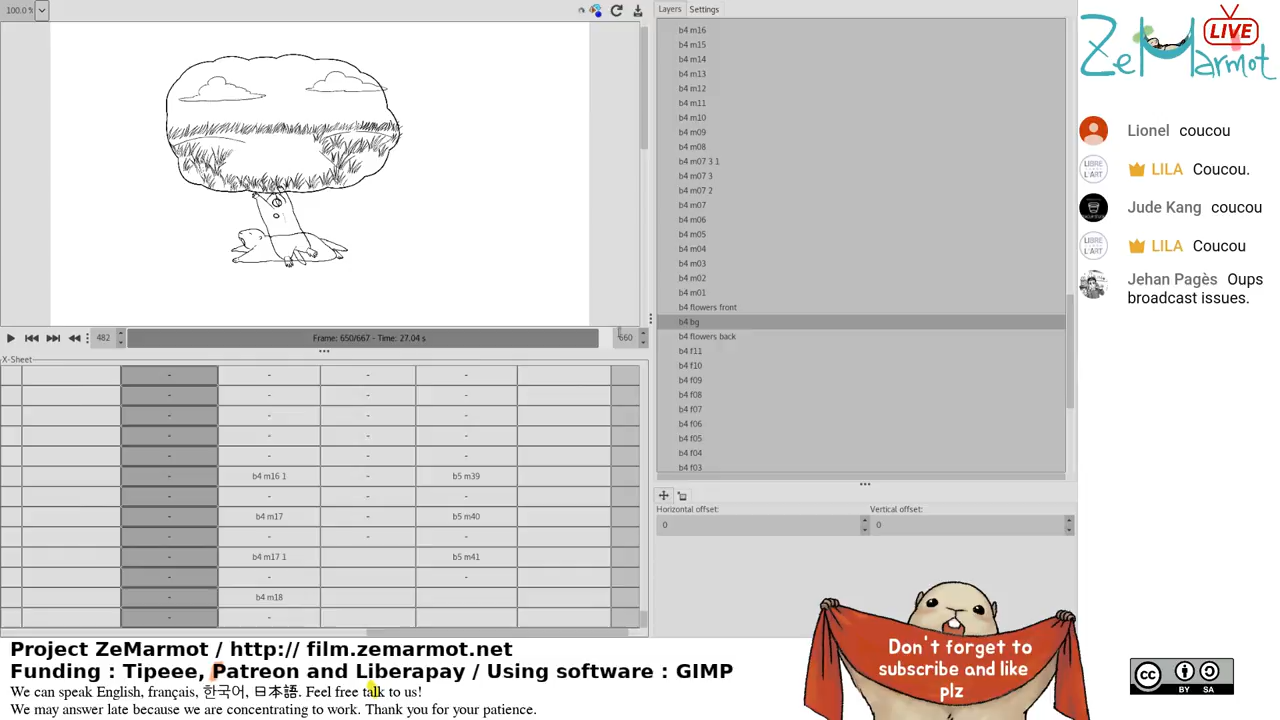 100.0 %
Layers Settings
b4 m16
b4 m15
b4 m14
b4 m13
b4 m12
b4 m11
b4 m10
b4 m09
b4 m08
b4 m07 3 1
b4 m07 3
b4 m07 2
b4 m07
b4 m06
b4 m05
b4 m04
b4 m03
b4 m02
b4 m01
b4 flowers front
b4 bg
b4 flowers back
b4 f11
b4 f10
b4 f09
b4 f08
b4 f07
b4 f06
b4 f05
b4 f04
b4 f03
482
Frame: 650/667 - Time: 27.04 s
660
X-Sheet
- - - -
- - - -
- - - -
- - - -
- - - -
- b4 m16 1 - b5 m39
- - - -
- b4 m17 - b5 m40
- - - -
- b4 m17 1 b5 m41
- - -
- b4 m18
- -
Horizontal offset: Vertical offset:
0 0
ZeMarmot LIVE
Lionel coucou
LILA Coucou.
Jude Kang coucou
LILA Coucou
Jehan Pagès Oups
broadcast issues.
Don't forget to
subscribe and like
plz
Project ZeMarmot / http:// film.zemarmot.net
Funding : Tipeee, Patreon and Liberapay / Using software : GIMP
We can speak English, français, 한국어, 日本語. Feel free talk to us!
We may answer late because we are concentrating to work. Thank you for your patience.
cc BY SA